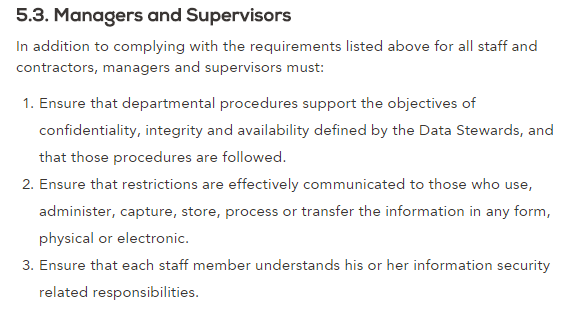 5.3. Managers and Supervisors
In addition to complying with the requirements listed above for all staff and
contractors, managers and supervisors must:
1. Ensure that departmental procedures support the objectives of
confidentiality, integrity and availability defined by the Data Stewards, and
that those procedures are followed.
2. Ensure that restrictions are effectively communicated to those who use,
administer, capture, store, process or transfer the information in any form,
physical or electronic.
3. Ensure that each staff member understands his or her information security
related responsibilities.